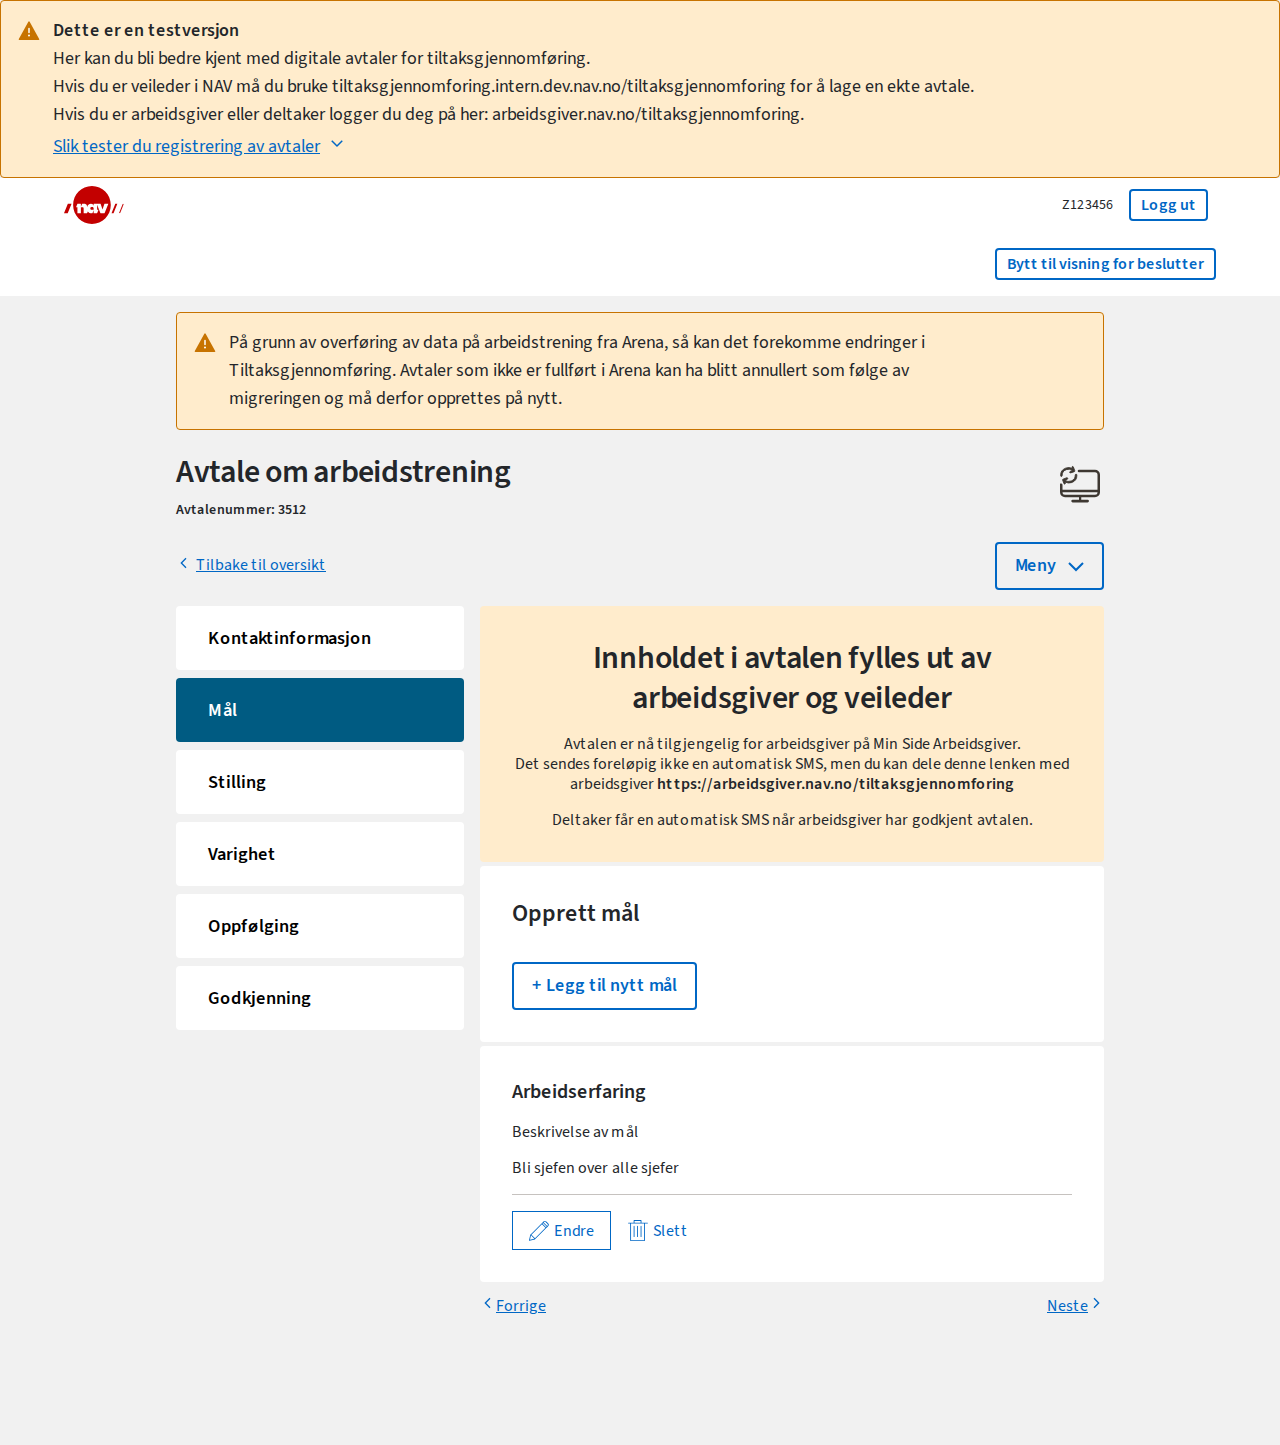 Dette er en testversjon
Her kan du bli bedre kjent med digitale avtaler for tiltaksgjennomføring.
Hvis du er veileder i NAV må du bruke tiltaksgjennomforing.intern.dev.nav.no/tiltaksgjennomforing for å lage en ekte avtale.
Hvis du er arbeidsgiver eller deltaker logger du deg på her: arbeidsgiver.nav.no/tiltaksgjennomforing.
Slik tester du registrering av avtaler
nav
Z123456
Logg ut
Bytt til visning for beslutter
På grunn av overføring av data på arbeidstrening fra Arena, så kan det forekomme endringer i
Tiltaksgjennomføring. Avtaler som ikke er fullført i Arena kan ha blitt annullert som følge av
migreringen og må derfor opprettes på nytt.
Avtale om arbeidstrening
Avtalenummer: 3512
Tilbake til oversikt
Meny
Kontaktinformasjon
Mål
Stilling
Varighet
Oppfølging
Godkjenning
Innholdet i avtalen fylles ut av
arbeidsgiver og veileder
Avtalen er nå tilgjengelig for arbeidsgiver på Min Side Arbeidsgiver.
Det sendes foreløpig ikke en automatisk SMS, men du kan dele denne lenken med
arbeidsgiver https://arbeidsgiver.nav.no/tiltaksgjennomforing
Deltaker får en automatisk SMS når arbeidsgiver har godkjent avtalen.
Opprett mål
+ Legg til nytt mål
Arbeidserfaring
Beskrivelse av mål
Bli sjefen over alle sjefer
Endre
Slett
Forrige
Neste